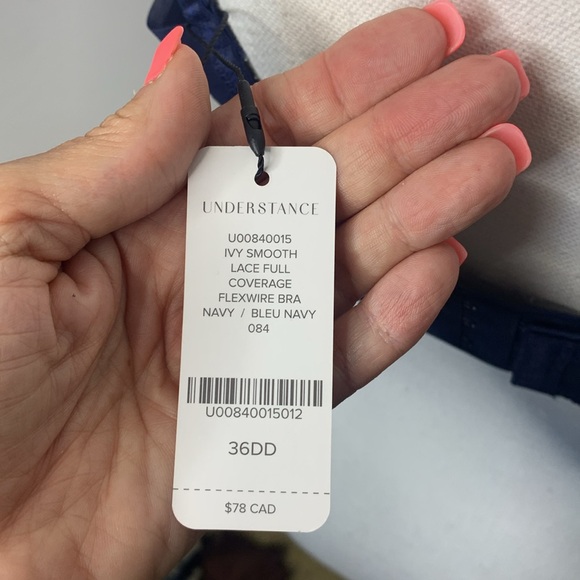 UNDERSTANCE
U00840015
IVY SMOOTH
LACE FULL
COVERAGE
FLEXWIRE BRA
NAVY / BLEU NAVY
084
U00840015012
36DD
$78 CAD